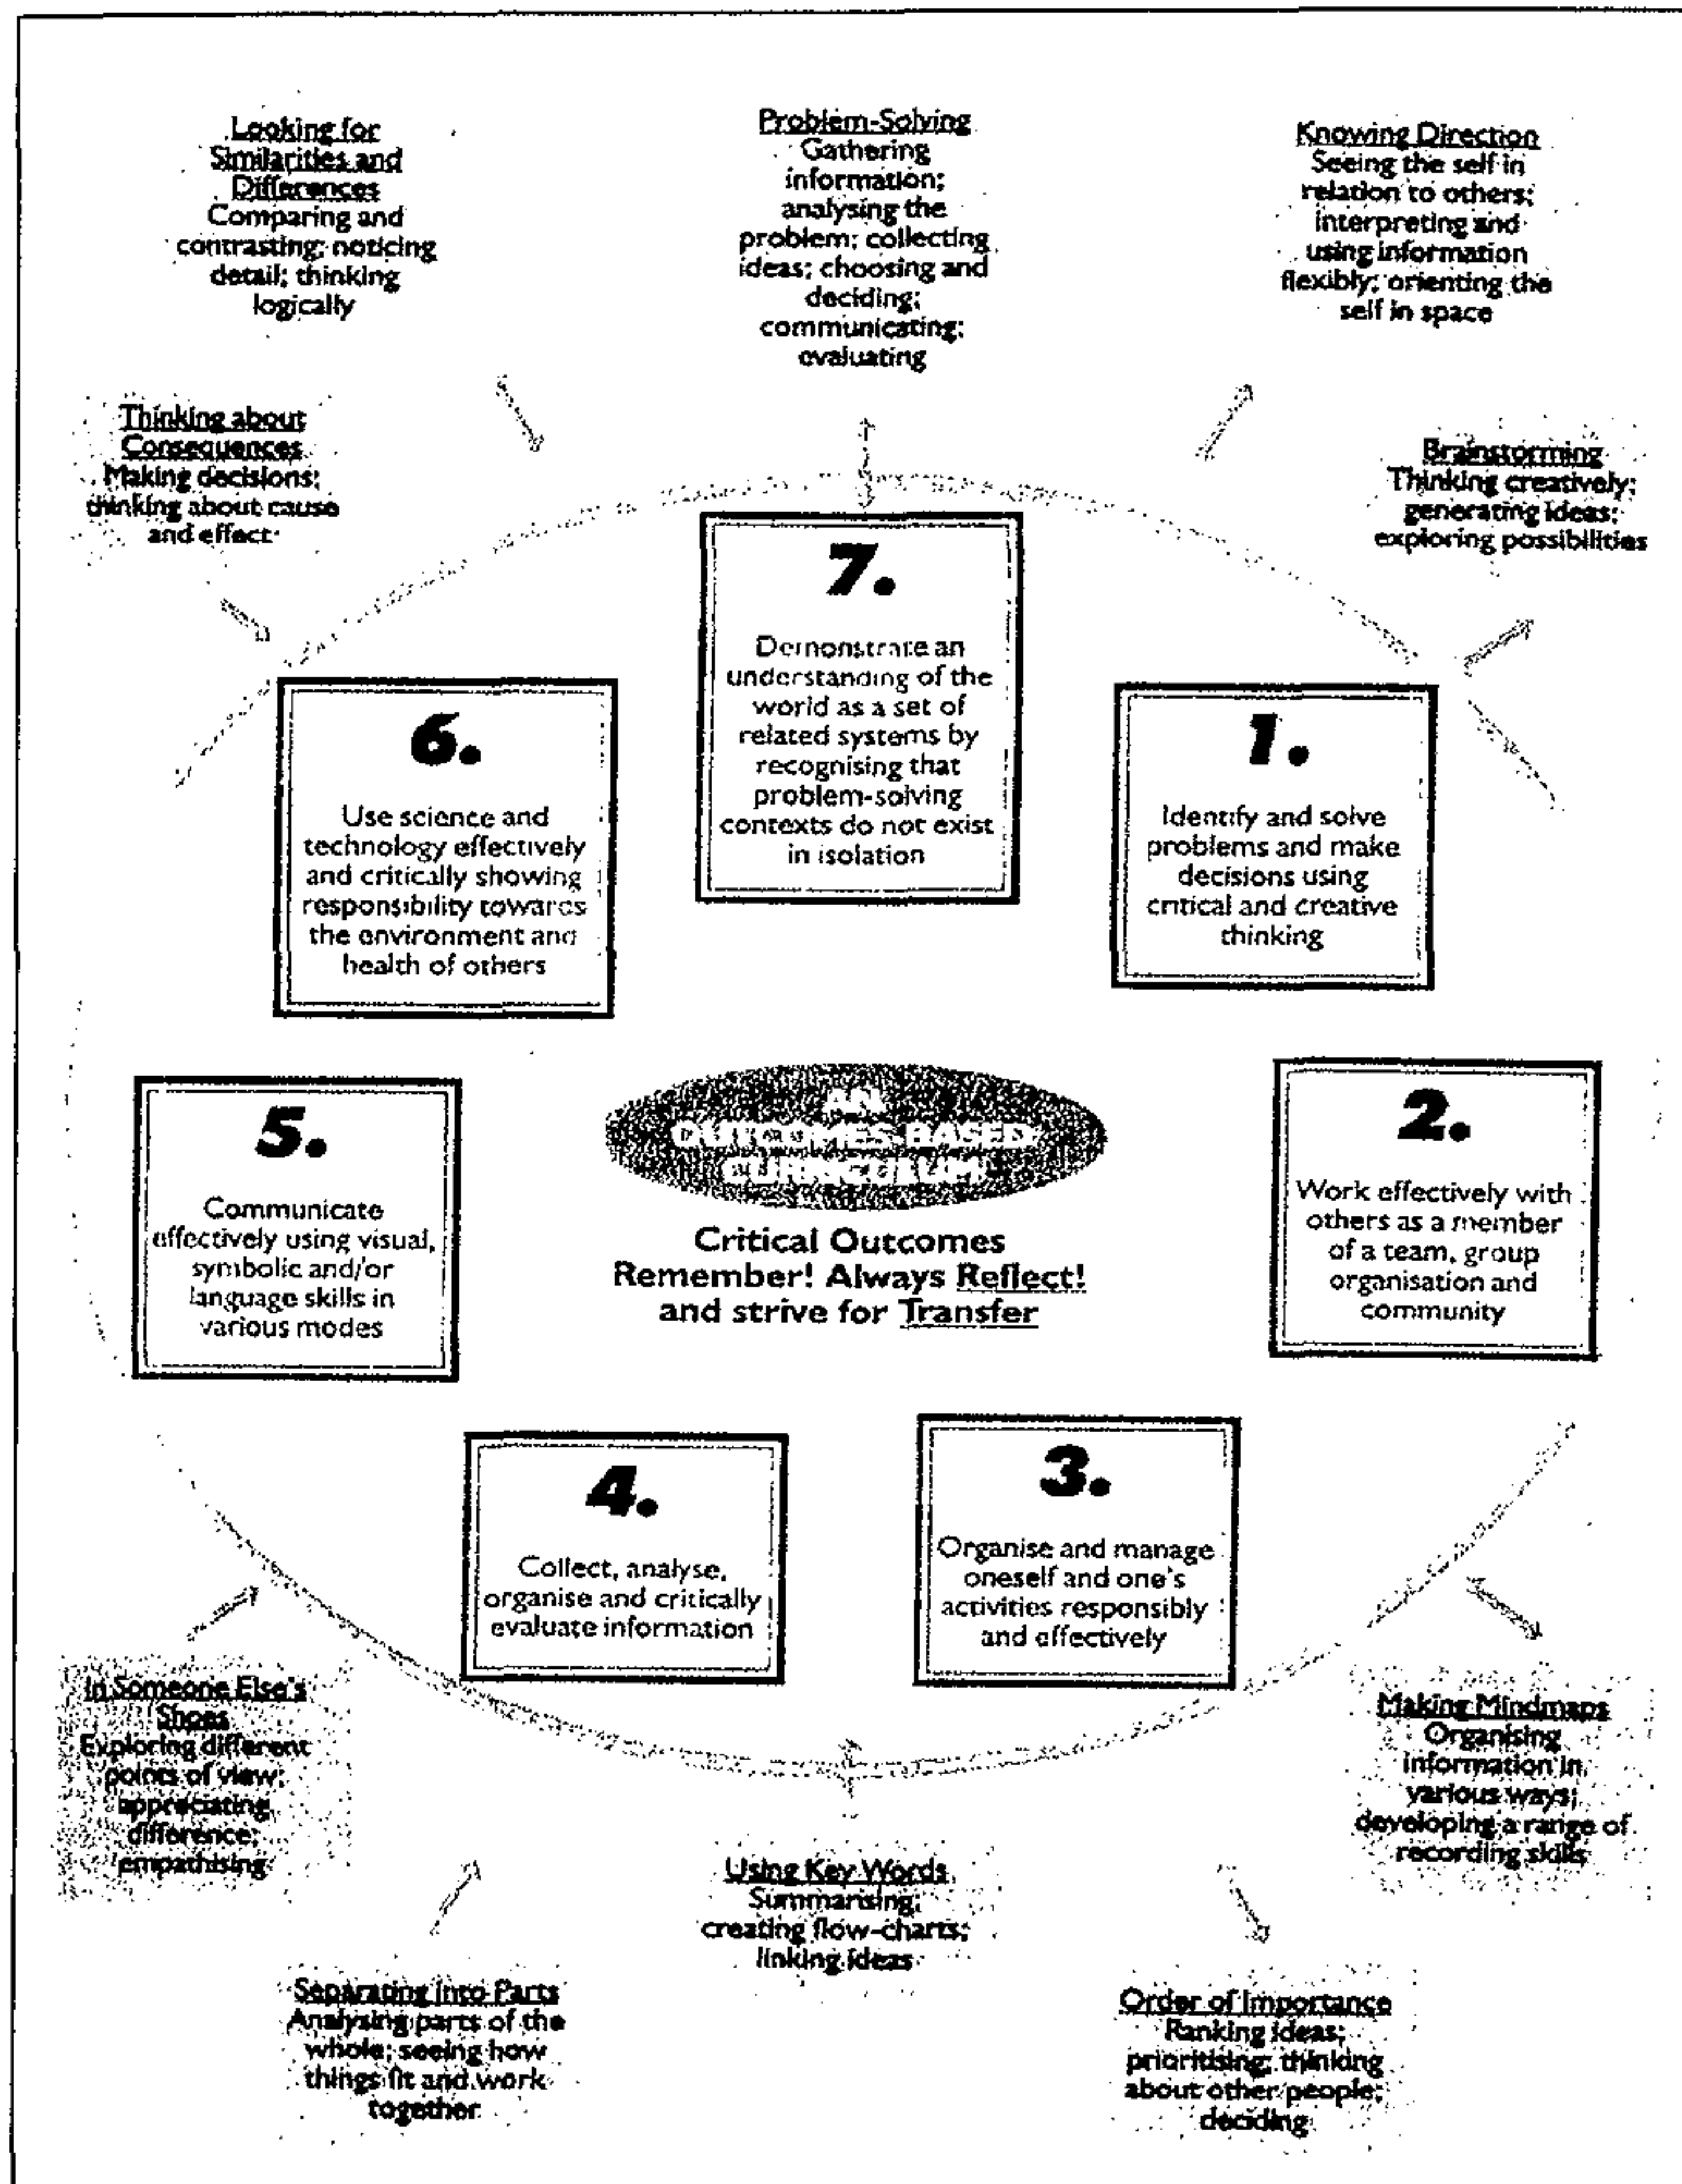 Looking for
Similarities and
Differences
Comparing and
contrasting; noticing
detail; thinking
logically
Problem-Solving
Gathering
information;
analysing the
problem; collecting
ideas; choosing and
deciding;
communicating;
evaluating
Knowing Direction
Seeing the self in
relation to others;
interpreting and
using information
flexibly; orienting the
self in space
Thinking about
Consequences
Making decisions;
thinking about cause
and effect
Brainstorming
Thinking creatively;
generating ideas;
exploring possibilities
7.
Demonstrate an
understanding of the
world as a set of
related systems by
recognising that
problem-solving
contexts do not exist
in isolation
6.
Use science and
technology effectively
and critically showing
responsibility towards
the environment and
health of others
1.
Identify and solve
problems and make
decisions using
critical and creative
thinking
5.
Communicate
effectively using visual,
symbolic and/or
language skills in
various modes
AN
OUTCOMES BASED
CURRICULUM
Critical Outcomes
Remember! Always Reflect!
and strive for Transfer
2.
Work effectively with
others as a member
of a team, group
organisation and
community
4.
Collect, analyse,
organise and critically
evaluate information
3.
Organise and manage
oneself and one's
activities responsibly
and effectively
In Someone Else's
Shoes
Exploring different
points of view;
appreciating
difference;
empathising
Making Mindmaps
Organising
information in
various ways;
developing a range of
recording skills
Using Key Words
Summarising;
creating flow-charts;
linking ideas
Separating into Parts
Analysing parts of the
whole; seeing how
things fit and work
together
Order of Importance
Ranking ideas;
prioritising; thinking
about other people;
deciding